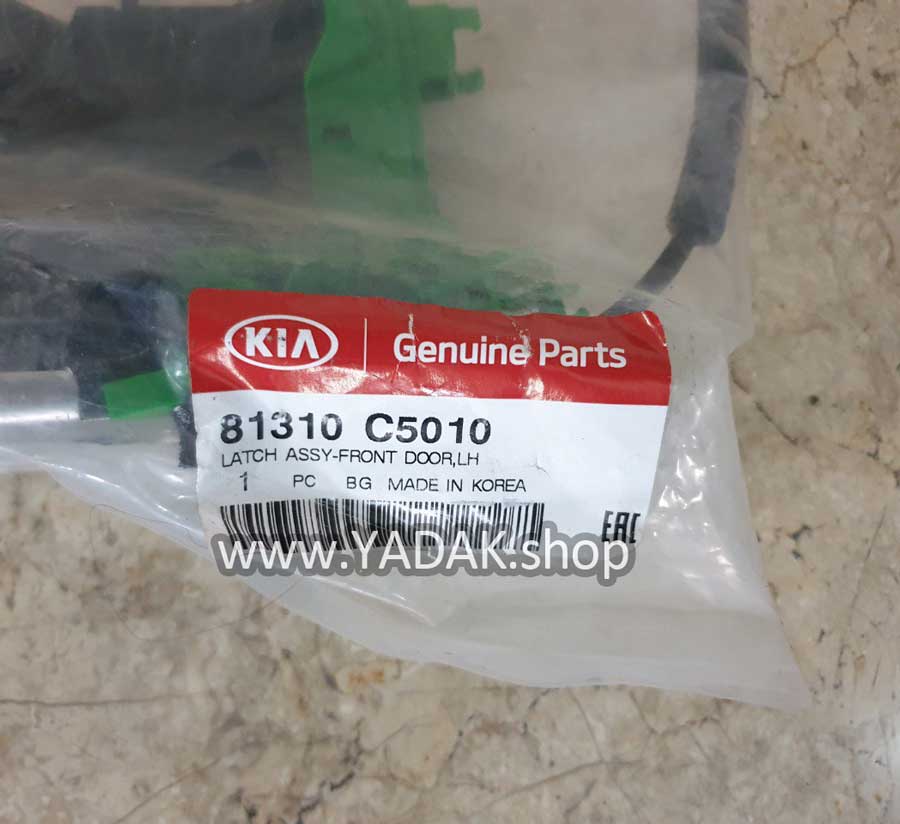 KIA Genuine Parts
81310 C5010
LATCH ASSY-FRONT DOOR,LH
1 PC BG MADE IN KOREA
EAC
www.YADAK.shop